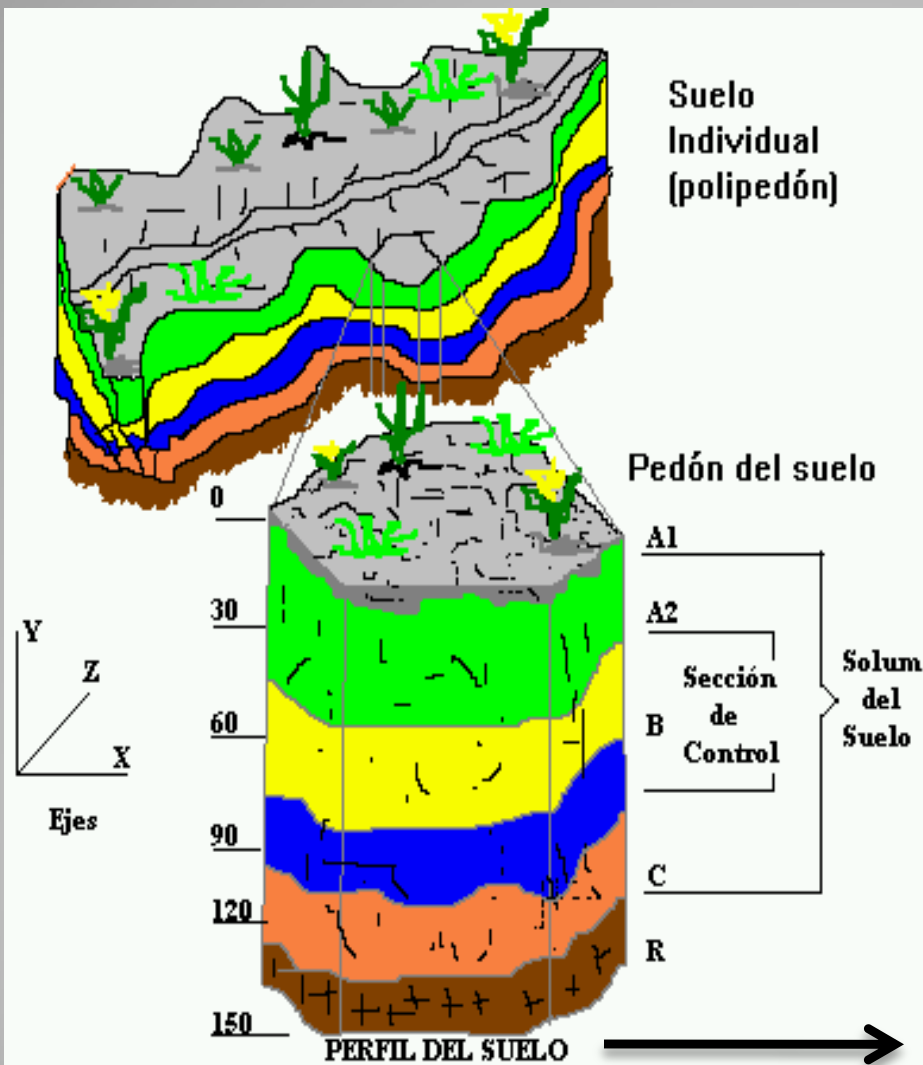 Suelo
Individual
(polipedón)
Pedón del suelo
0
30
60
90
120
150
A1
A2
B
C
R
Sección
de
Control
Solum
del
Suelo
Y
Z
X
Ejes
PERFIL DEL SUELO